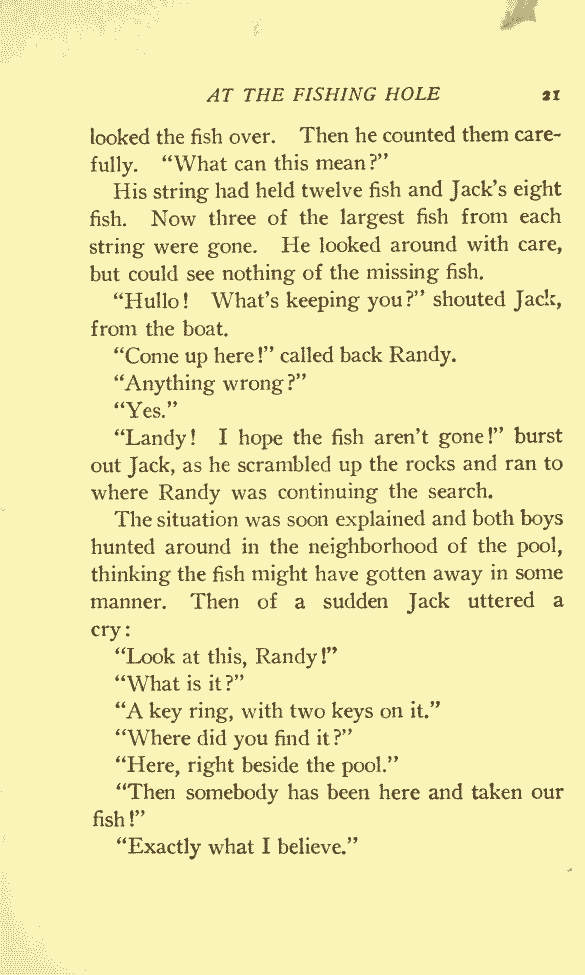 AT THE FISHING HOLE 21
looked the fish over. Then he counted them care-
fully. “What can this mean?”
His string had held twelve fish and Jack’s eight
fish. Now three of the largest fish from each
string were gone. He looked around with care,
but could see nothing of the missing fish.
“Hullo! What’s keeping you?” shouted Jack,
from the boat.
“Come up here!” called back Randy.
“Anything wrong?”
“Yes.”
“Landy! I hope the fish aren’t gone!” burst
out Jack, as he scrambled up the rocks and ran to
where Randy was continuing the search.
The situation was soon explained and both boys
hunted around in the neighborhood of the pool,
thinking the fish might have gotten away in some
manner. Then of a sudden Jack uttered a
cry:
“Look at this, Randy!”
“What is it?”
“A key ring, with two keys on it.”
“Where did you find it?”
“Here, right beside the pool.”
“Then somebody has been here and taken our
fish!”
“Exactly what I believe.”